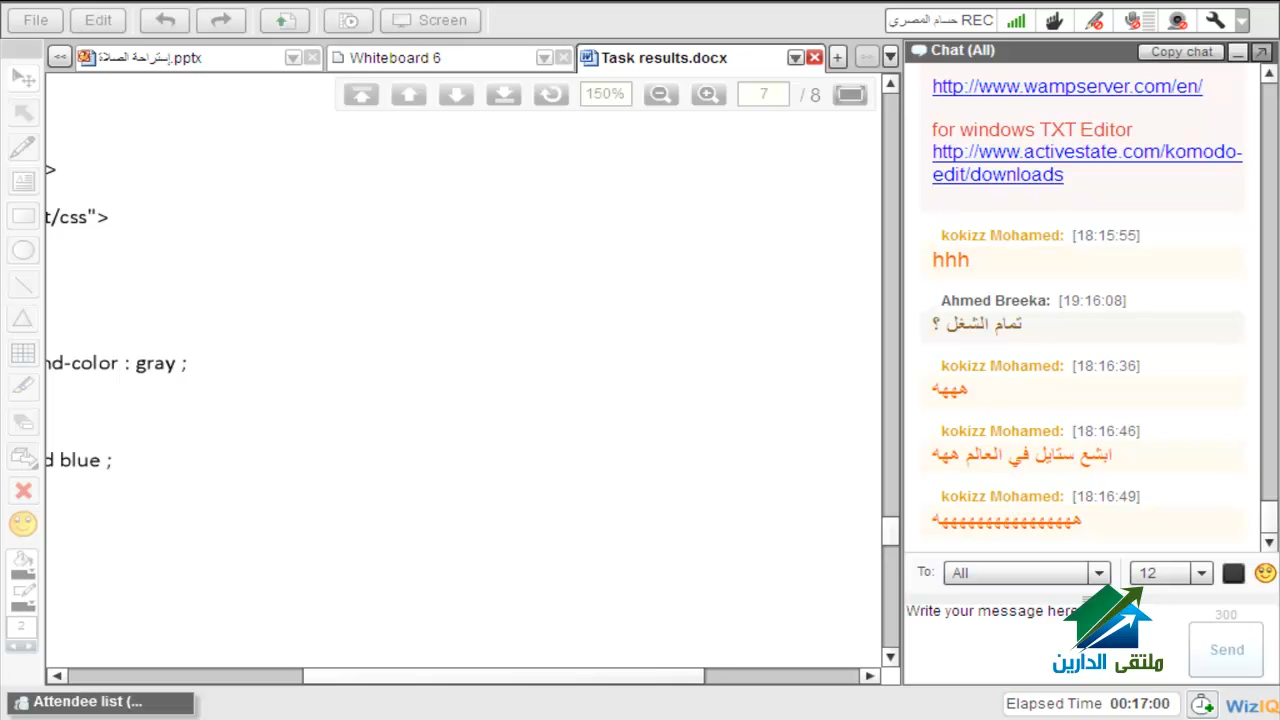 File Edit Screen حسام المصري REC
<< إستراحة الصلاة.pptx Whiteboard 6 Task results.docx + Chat (All) Copy chat
150% 7 / 8
>
t/css">
nd-color : gray ;
d blue ;
http://www.wampserver.com/en/
for windows TXT Editor
http://www.activestate.com/komodo-
edit/downloads
kokizz Mohamed: [18:15:55]
hhh
Ahmed Breeka: [19:16:08]
تمام الشغل ؟
kokizz Mohamed: [18:16:36]
هههه
kokizz Mohamed: [18:16:46]
ابشع ستايل في العالم ههه
kokizz Mohamed: [18:16:49]
To: All 12
Write your message here
300
Send
ملتقى الدارين
2
Attendee list (...
Elapsed Time 00:17:00 WizIQ